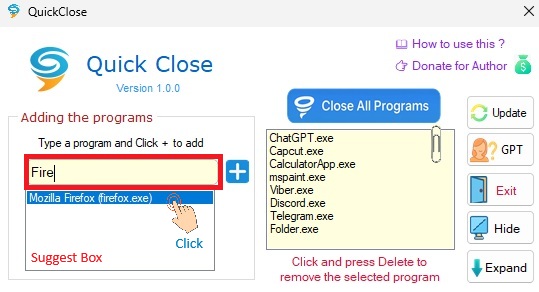 QuickClose
Quick Close
Version 1.0.0
How to use this ?
Donate for Author
Adding the programs
Type a program and Click + to add
Fire
Mozilla Firefox (firefox.exe)
Click
Suggest Box
Close All Programs
ChatGPT.exe
Capcut.exe
CalculatorApp.exe
mspaint.exe
Viber.exe
Discord.exe
Telegram.exe
Folder.exe
Click and press Delete to
remove the selected program
Update
GPT
Exit
Hide
Expand